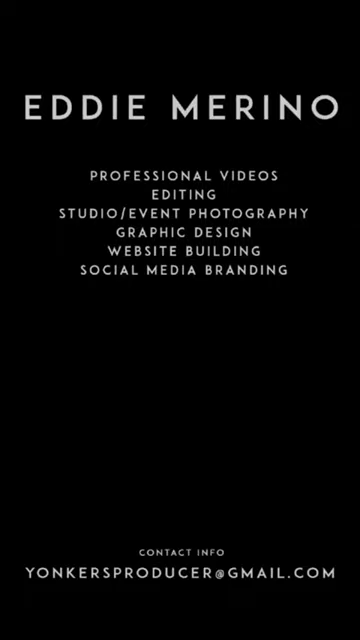 EDDIE MERINO
PROFESSIONAL VIDEOS
EDITING
STUDIO/EVENT PHOTOGRAPHY
GRAPHIC DESIGN
WEBSITE BUILDING
SOCIAL MEDIA BRANDING
CONTACT INFO
YONKERSPRODUCER@GMAIL.COM